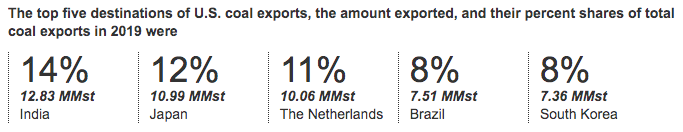 The top five destinations of U.S. coal exports, the amount exported, and their percent shares of total
coal exports in 2019 were
14% 12% 11% 8% 8%
12.83 MMst 10.99 MMst 10.06 MMst 7.51 MMst 7.36 MMst
India Japan The Netherlands Brazil South Korea